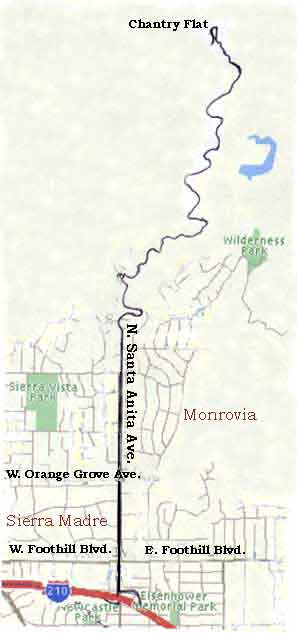 Chantry Flat
Wilderness
Park
N. Santa Anita Ave.
Sierra Vista
Park
Monrovia
W. Orange Grove Ave.
Sierra Madre
W. Foothill Blvd.
E. Foothill Blvd.
210
Eisenhower
Newcastle
Memorial Park
Park